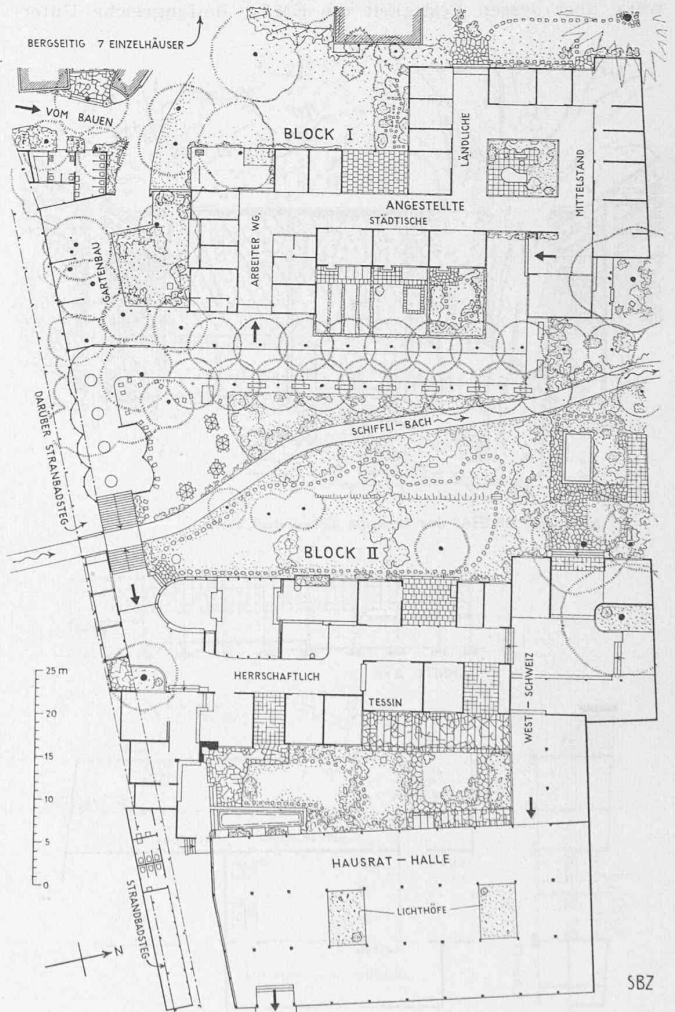 BERGSEITIG 7 EINZELHÄUSER
VOM BAUEN
BLOCK I
LÄNDLICHE
MITTELSTAND
ANGESTELLTE
STÄDTISCHE
ARBEITER WG.
GARTENBAU
DARÜBER STRANBADSTEG
SCHIFFLI-BACH
BLOCK II
25 m
20
15
10
5
0
HERRSCHAFTLICH
TESSIN
WEST-SCHWEIZ
HAUSRAT-HALLE
LICHTHÖFE
STRANDBADSTEG
N
SBZ